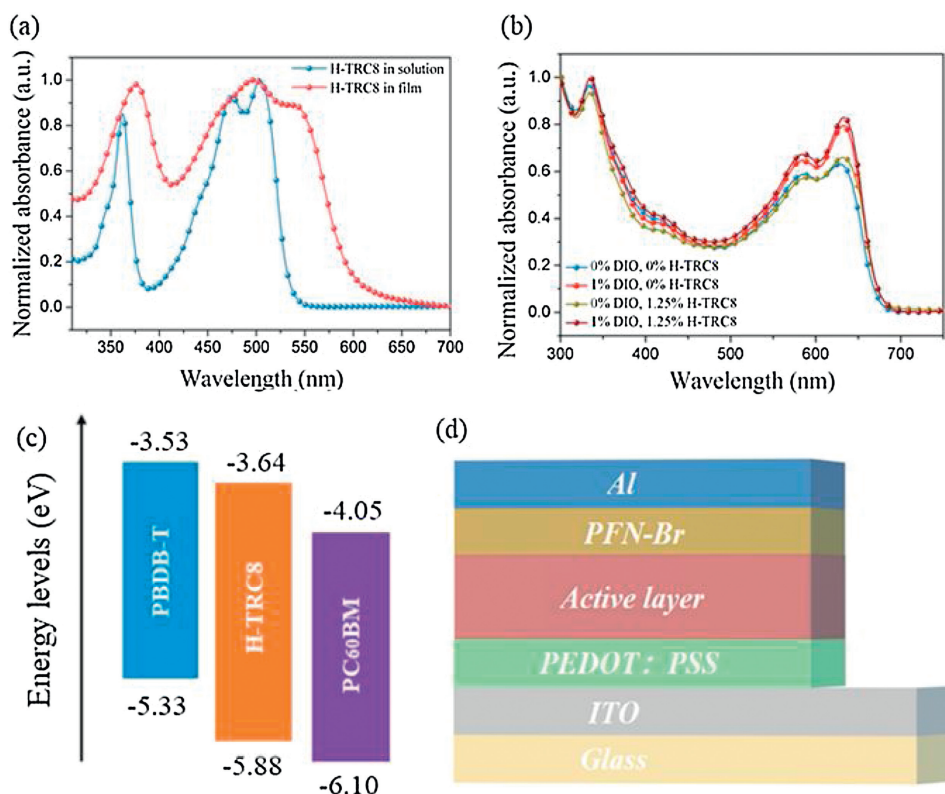 (a)
Normalized absorbance (a.u.)
1.0
0.8
0.6
0.4
0.2
0.0
H-TRC8 in solution
H-TRC8 in film
350 400 450 500 550 600 650 700
Wavelength (nm)
(b)
Normalized absorbance (a.u.)
1.0
0.8
0.6
0.4
0.2
0.0
0% DIO, 0% H-TRC8
1% DIO, 0% H-TRC8
0% DIO, 1.25% H-TRC8
1% DIO, 1.25% H-TRC8
300 400 500 600 700
Wavelength (nm)
(c)
Energy levels (eV)
-3.53
PBDB-T
-5.33
-3.64
H-TRC8
-5.88
-4.05
PC60BM
-6.10
(d)
Al
PFN-Br
Active layer
PEDOT: PSS
ITO
Glass